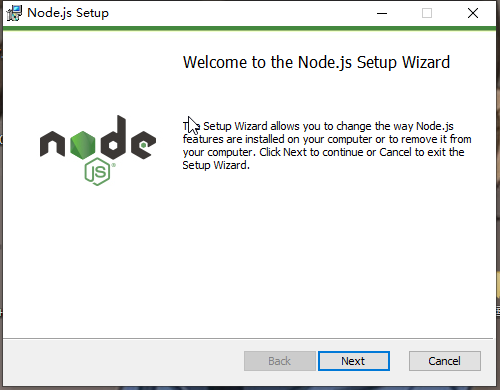 Node.js Setup
Welcome to the Node.js Setup Wizard
Setup Wizard allows you to change the way Node.js
features are installed on your computer or to remove it from
your computer. Click Next to continue or Cancel to exit the
Setup Wizard.
node
JS
Back
Next
Cancel